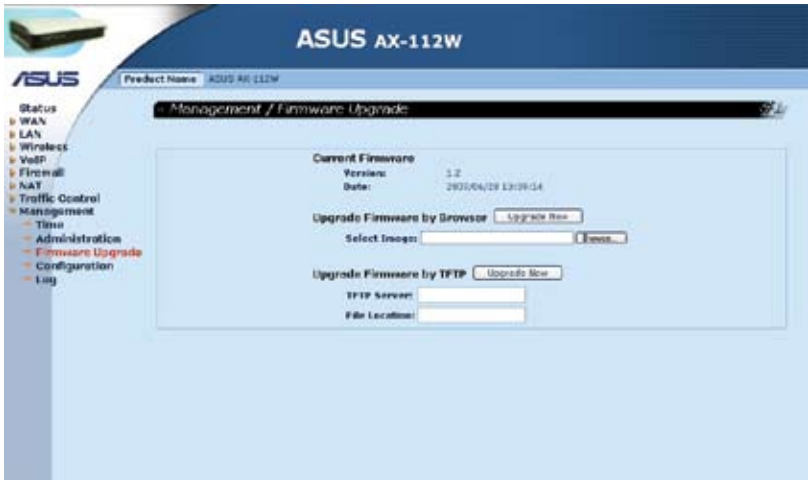 ASUS AX-112W
ASUS
Product Name ASUS AX-112W
Status
WAN
LAN
Wireless
VoIP
Firewall
NAT
Traffic Control
Management
Time
Administration
Firmware Upgrade
Configuration
Log
Management / Firmware Upgrade
Current Firmware
Version: 1.2
Date:
Upgrade Firmware by Browser Upgrade Now
Select Image: Browse...
Upgrade Firmware by TFTP Upgrade Now
TFTP Server:
File Location: